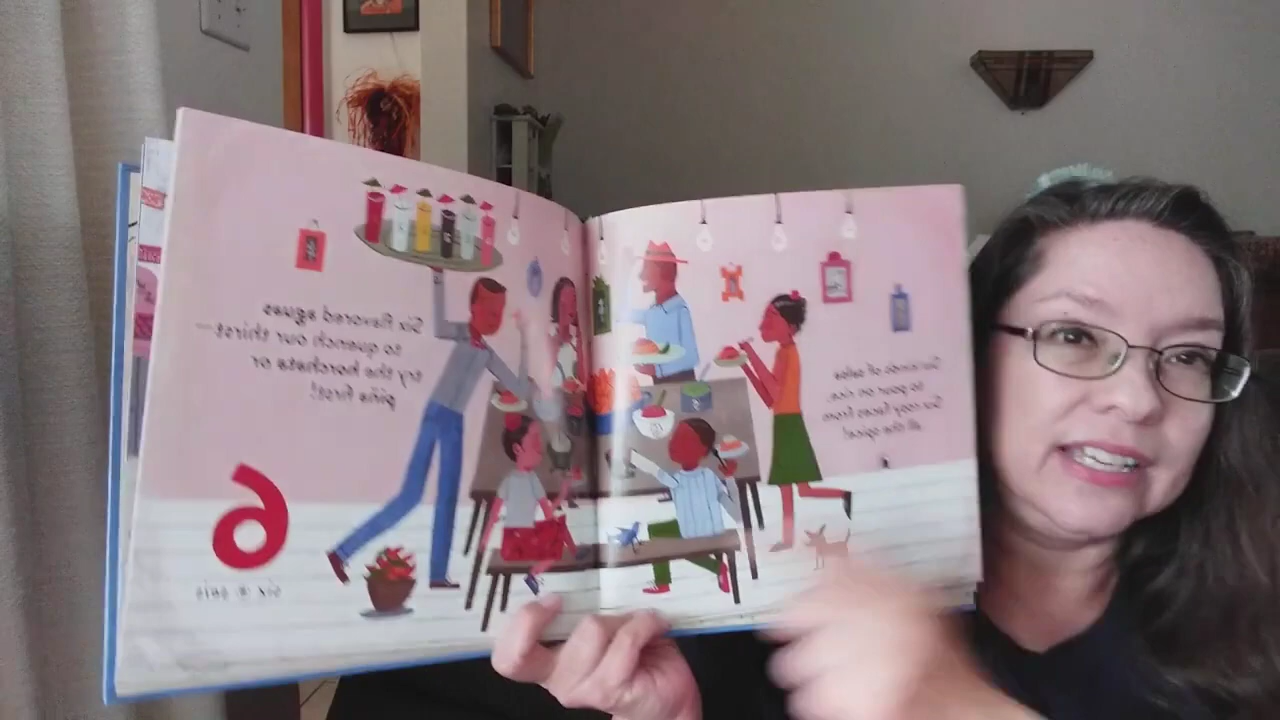 Six flavored aguas
to quench our thirst—
try the horchata or
piña first!
6
six • seis
Six kinds of salsa
to pour on rice.
Six rosy faces from
all the spice!